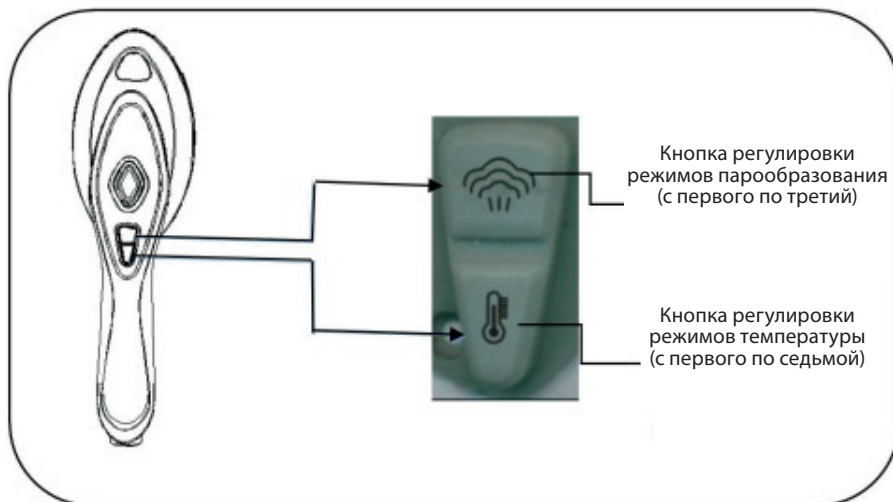 Кнопка регулировки
режимов парообразования
(с первого по третий)
Кнопка регулировки
режимов температуры
(с первого по седьмой)